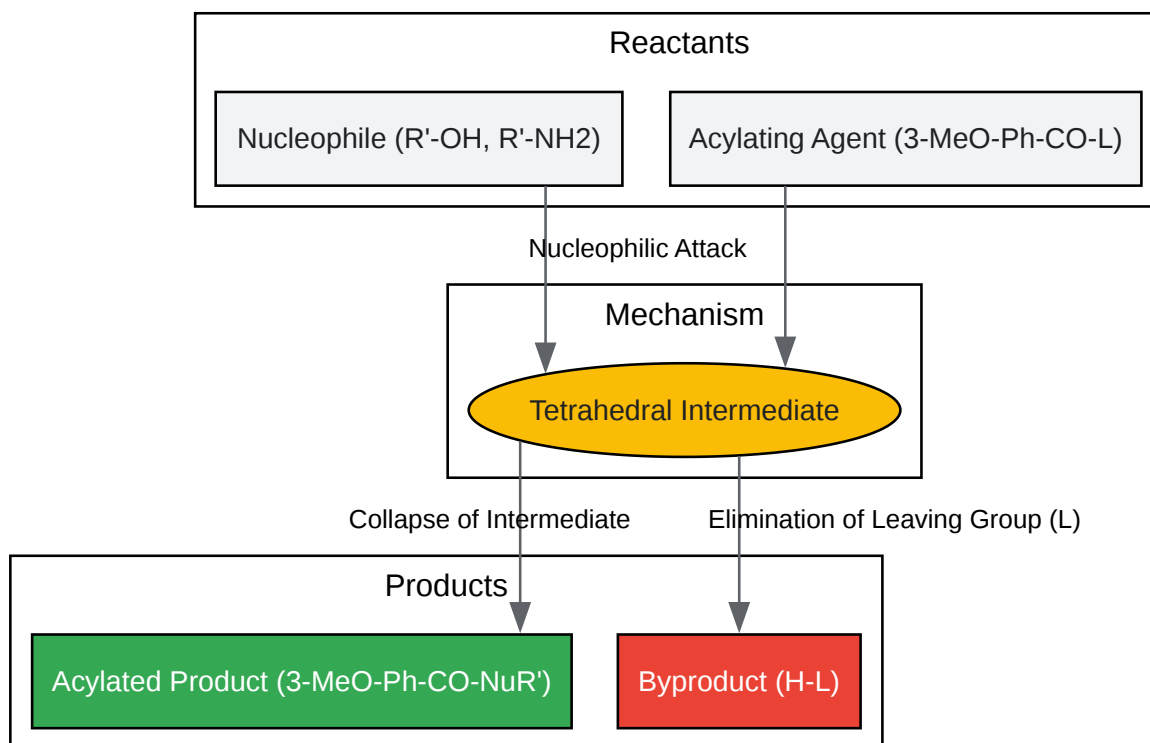 Reactants
Nucleophile (R'-OH, R'-NH2)
Acylating Agent (3-MeO-Ph-CO-L)
Nucleophilic Attack
Mechanism
Tetrahedral Intermediate
Collapse of Intermediate
Elimination of Leaving Group (L)
Products
Acylated Product (3-MeO-Ph-CO-NuR')
Byproduct (H-L)